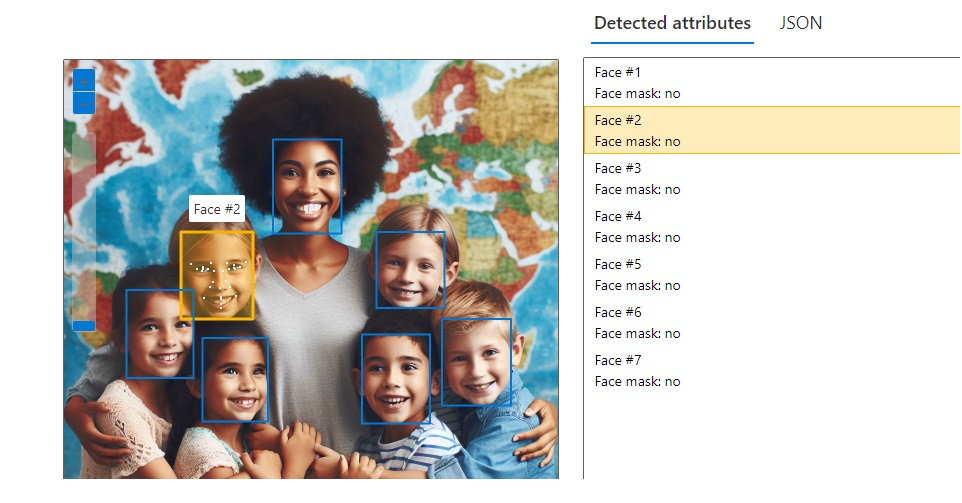 Detected attributes JSON
Face #1
Face mask: no
Face #2
Face mask: no
Face #3
Face mask: no
Face #4
Face mask: no
Face #5
Face mask: no
Face #6
Face mask: no
Face #7
Face mask: no
Face #2